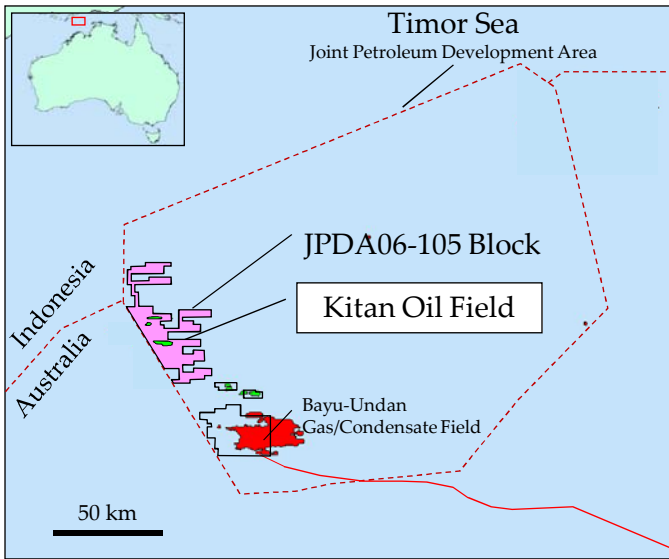 Timor Sea
Joint Petroleum Development Area
JPDA06-105 Block
Indonesia
Kitan Oil Field
Australia
Bayu-Undan
Gas/Condensate Field
50 km